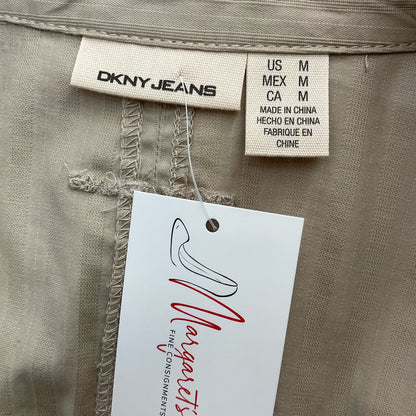 DKNY JEANS
US M
MEX M
CA M
MADE IN CHINA
HECHO EN CHINA
FABRIQUE EN
CHINE
Margaret's
FINE CONSIGNMENTS